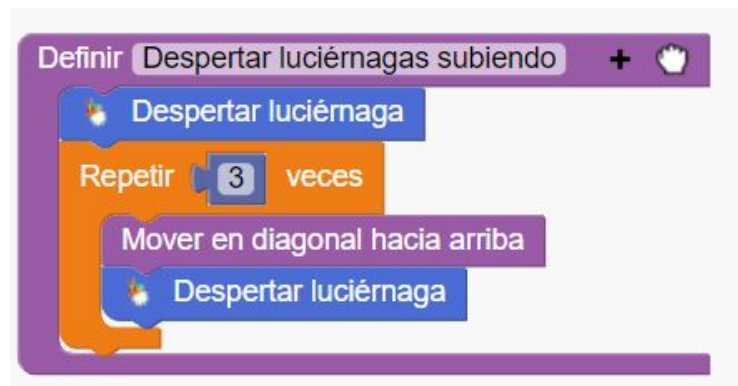 Definir Despertar luciérnagas subiendo +
Despertar luciérnaga
Repetir 3 veces
Mover en diagonal hacia arriba
Despertar luciérnaga